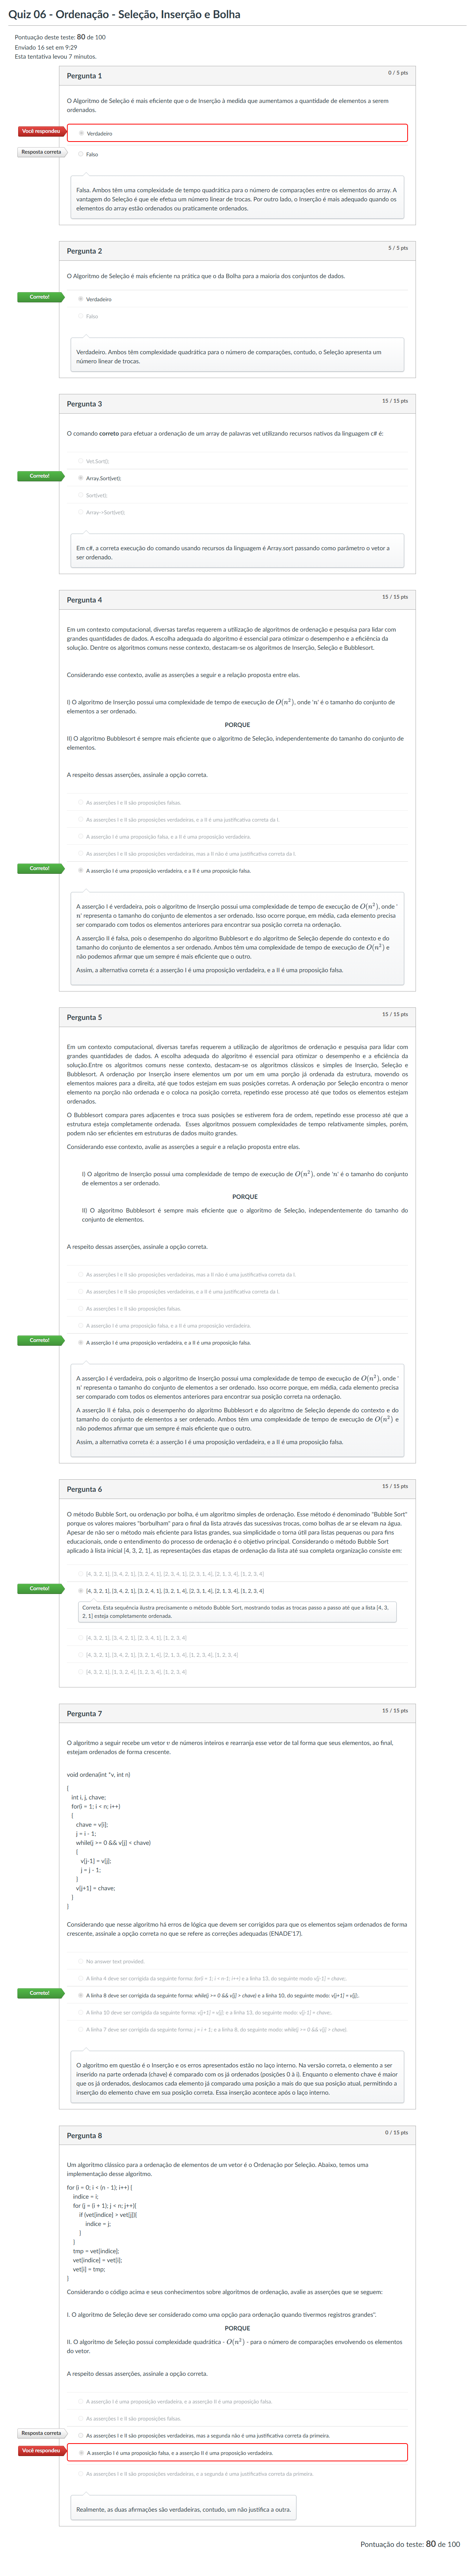 Quiz 06 - Ordenação - Seleção, Inserção e Bolha
Pontuação deste teste: 80 de 100
Enviado 16 set em 9:29
Esta tentativa levou 7 minutos.
Pergunta 1
0 / 5 pts
O Algoritmo de Seleção é mais eficiente que o de Inserção à medida que aumentamos a quantidade de elementos a serem
ordenados.
Você respondeu
Verdadeiro
Resposta correta
Falso
Falsa. Ambos têm uma complexidade de tempo quadrática para o número de comparações entre os elementos do array. A
vantagem do Seleção é que ele efetua um número linear de trocas. Por outro lado, o Inserção é mais adequado quando os
elementos do array estão ordenados ou praticamente ordenados.
Pergunta 2
5 / 5 pts
O Algoritmo de Seleção é mais eficiente na prática que o da Bolha para a maioria dos conjuntos de dados.
Correto!
Verdadeiro
Falso
Verdadeiro. Ambos têm complexidade quadrática para o número de comparações, contudo, o Seleção apresenta um
número linear de trocas.
Pergunta 3
15 / 15 pts
O comando correto para efetuar a ordenação de um array de palavras vet utilizando recursos nativos da linguagem c# é:
Vet.Sort();
Correto!
Array.Sort(vet);
Sort(vet)
Array->Sort(vet)
Em c#, a correta execução do comando usando recursos da linguagem é Array.sort passando como parâmetro o vetor a
ser ordenado.
Pergunta 4
15 / 15 pts
Em um contexto computacional, diversas tarefas requerem a utilização de algoritmos de ordenação e pesquisa para lidar com
grandes quantidades de dados. A escolha adequada do algoritmo é essencial para otimizar o desempenho e a eficiência da
solução. Dentre os algoritmos comuns nesse contexto, destacam-se os algoritmos de Inserção, Seleção e Bubblesort.
Considerando esse contexto, avalie as asserções a seguir e a relação proposta entre elas.
I) O algoritmo de Inserção possui uma complexidade de tempo de execução de O(n²), onde 'n' é o tamanho do conjunto de
elementos a ser ordenado.
PORQUE
II) O algoritmo Bubblesort é sempre mais eficiente que o algoritmo de Seleção, independentemente do tamanho do conjunto de
elementos.
A respeito dessas asserções, assinale a opção correta.
As asserções I e II são proposições falsas.
As asserções I e II são proposições verdadeiras, e a II é uma justificativa correta da I.
A asserção I é uma proposição falsa, e a II é uma proposição verdadeira.
As asserções I e II são proposições verdadeiras, mas a II não é uma justificativa correta da I.
Correto!
A asserção I é uma proposição verdadeira, e a II é uma proposição falsa.
A asserção I é verdadeira, pois o algoritmo de Inserção possui uma complexidade de tempo de execução de O(n²), onde '
n' representa o tamanho do conjunto de elementos a ser ordenado. Isso ocorre porque, em média, cada elemento precisa
ser comparado com todos os elementos anteriores para encontrar sua posição correta na ordenação.
A asserção II é falsa, pois o desempenho do algoritmo Bubblesort e do algoritmo de Seleção depende do contexto e do
tamanho do conjunto de elementos a ser ordenado. Ambos têm uma complexidade de tempo de execução de O(n²) e
não podemos afirmar que um sempre é mais eficiente que o outro.
Assim, a alternativa correta é: a asserção I é uma proposição verdadeira, e a II é uma proposição falsa.
Pergunta 5
15 / 15 pts
Em um contexto computacional, diversas tarefas requerem a utilização de algoritmos de ordenação e pesquisa para lidar com
grandes quantidades de dados. A escolha adequada do algoritmo é essencial para otimizar o desempenho e a eficiência da
solução.Entre os algoritmos comuns nesse contexto, destacam-se os algoritmos clássicos e simples de Inserção, Seleção e
Bubblesort. A ordenação por Inserção insere elementos um por um em uma porção já ordenada da estrutura, movendo os
elementos maiores para a direita, até que todos estejam em suas posições corretas. A ordenação por Seleção encontra o menor
elemento na porção não ordenada e o coloca na posição correta, repetindo esse processo até que todos os elementos estejam
ordenados.
O Bubblesort compara pares adjacentes e troca suas posições se estiverem fora de ordem, repetindo esse processo até que a
estrutura esteja completamente ordenada. Esses algoritmos possuem complexidades de tempo relativamente simples, porém,
podem não ser eficientes em estruturas de dados muito grandes.
Considerando esse contexto, avalie as asserções a seguir e a relação proposta entre elas.
I) O algoritmo de Inserção possui uma complexidade de tempo de execução de O(n²), onde 'n' é o tamanho do conjunto
de elementos a ser ordenado.
PORQUE
II) O algoritmo Bubblesort é sempre mais eficiente que o algoritmo de Seleção, independentemente do tamanho do
conjunto de elementos.
A respeito dessas asserções, assinale a opção correta.
As asserções I e II são proposições verdadeiras, mas a II não é uma justificativa correta da I.
As asserções I e II são proposições verdadeiras, e a II é uma justificativa correta da I.
As asserções I e II são proposições falsas.
A asserção I é uma proposição falsa, e a II é uma proposição verdadeira.
Correto!
A asserção I é uma proposição verdadeira, e a II é uma proposição falsa.
A asserção I é verdadeira, pois o algoritmo de Inserção possui uma complexidade de tempo de execução de O(n²), onde '
n' representa o tamanho do conjunto de elementos a ser ordenado. Isso ocorre porque, em média, cada elemento precisa
ser comparado com todos os elementos anteriores para encontrar sua posição correta na ordenação.
A asserção II é falsa, pois o desempenho do algoritmo Bubblesort e do algoritmo de Seleção depende do contexto e do
tamanho do conjunto de elementos a ser ordenado. Ambos têm uma complexidade de tempo de execução de O(n²) e
não podemos afirmar que um sempre é mais eficiente que o outro.
Assim, a alternativa correta é: a asserção I é uma proposição verdadeira, e a II é uma proposição falsa.
Pergunta 6
15 / 15 pts
O método Bubble Sort, ou ordenação por bolha, é um algoritmo simples de ordenação. Esse método é denominado "Bubble Sort"
porque os valores maiores "borbulham" para o final da lista através das sucessivas trocas, como bolhas de ar se elevam na água.
Apesar de não ser o método mais eficiente para listas grandes, sua simplicidade o torna útil para listas pequenas ou para fins
educacionais, onde o entendimento do processo de ordenação é o objetivo principal. Considerando o método Bubble Sort
aplicado à lista inicial [4, 3, 2, 1], as representações das etapas de ordenação da lista até sua completa organização consiste em:
[4, 3, 2, 1], [3, 4, 2, 1], [3, 2, 4, 1], [2, 3, 4, 1], [2, 3, 1, 4], [2, 1, 3, 4], [1, 2, 3, 4]
Correto!
[4, 3, 2, 1], [3, 4, 2, 1], [3, 2, 4, 1], [3, 2, 1, 4], [2, 3, 1, 4], [2, 1, 3, 4], [1, 2, 3, 4]
Correta. Esta sequência ilustra precisamente o método Bubble Sort, mostrando todas as trocas passo a passo até que a lista [4, 3,
2, 1] esteja completamente ordenada.
[4, 3, 2, 1], [3, 4, 2, 1], [2, 3, 4, 1], [1, 2, 3, 4]
[4, 3, 2, 1], [3, 4, 2, 1], [3, 2, 1, 4], [2, 1, 3, 4], [1, 2, 3, 4], [1, 2, 3, 4]
[4, 3, 2, 1], [1, 3, 2, 4], [1, 2, 3, 4], [1, 2, 3, 4]
Pergunta 7
15 / 15 pts
O algoritmo a seguir recebe um vetor v de números inteiros e rearranja esse vetor de tal forma que seus elementos, ao final,
estejam ordenados de forma crescente.
void ordena(int *v, int n)
{
int i, j, chave;
for(i = 1; i < n; i++)
{
chave = v[i];
j = i - 1;
while(j >= 0 && v[j] < chave)
{
v[j-1] = v[j];
j = j - 1;
}
v[j+1] = chave;
}
}
Considerando que nesse algoritmo há erros de lógica que devem ser corrigidos para que os elementos sejam ordenados de forma
crescente, assinale a opção correta no que se refere às correções adequadas (ENADE'17).
No answer text provided.
A linha 4 deve ser corrigida da seguinte forma: for(i = 1; i < n-1; i++) e a linha 13, do seguinte modo v[j-1] = chave;.
Correto!
A linha 8 deve ser corrigida da seguinte forma: while(j >= 0 && v[j] > chave) e a linha 10, do seguinte modo: v[j+1] = v[j];.
A linha 10 deve ser corrigida da seguinte forma: v[j+1] = v[j]; e a linha 13, do seguinte modo: v[j-1] = chave;.
A linha 7 deve ser corrigida da seguinte forma: j = i + 1; e a linha 8, do seguinte modo: while(j >= 0 && v[j] > chave).
O algoritmo em questão é o Inserção e os erros apresentados estão no laço interno. Na versão correta, o elemento a ser
inserido na parte ordenada (chave) é comparado com os já ordenados (posições 0 à i). Enquanto o elemento chave é maior
que os já ordenados, deslocamos cada elemento já comparado uma posição a mais do que sua posição atual, permitindo a
inserção do elemento chave em sua posição correta. Essa inserção acontece após o laço interno.
Pergunta 8
0 / 15 pts
Um algoritmo clássico para a ordenação de elementos de um vetor é o Ordenação por Seleção. Abaixo, temos uma
implementação desse algoritmo.
for (i = 0; i < (n - 1); i++) {
indice = i;
for (j = (i + 1); j < n; j++){
if (vet[indice] > vet[j]){
indice = j;
}
}
tmp = vet[indice];
vet[indice] = vet[i];
vet[i] = tmp;
}
Considerando o código acima e seus conhecimentos sobre algoritmos de ordenação, avalie as asserções que se seguem:
I. O algoritmo de Seleção deve ser considerado como uma opção para ordenação quando tivermos registros grandes".
PORQUE
II. O algoritmo de Seleção possui complexidade quadrática - O(n²) - para o número de comparações envolvendo os elementos
do vetor.
A respeito dessas asserções, assinale a opção correta.
A asserção I é uma proposição verdadeira, e a asserção II é uma proposição falsa.
As asserções I e II são proposições falsas.
Resposta correta
As asserções I e II são proposições verdadeiras, mas a segunda não é uma justificativa correta da primeira.
Você respondeu
A asserção I é uma proposição falsa, e a asserção II é uma proposição verdadeira.
As asserções I e II são proposições verdadeiras, e a segunda é uma justificativa correta da primeira.
Realmente, as duas afirmações são verdadeiras, contudo, um não justifica a outra.
Pontuação do teste: 80 de 100